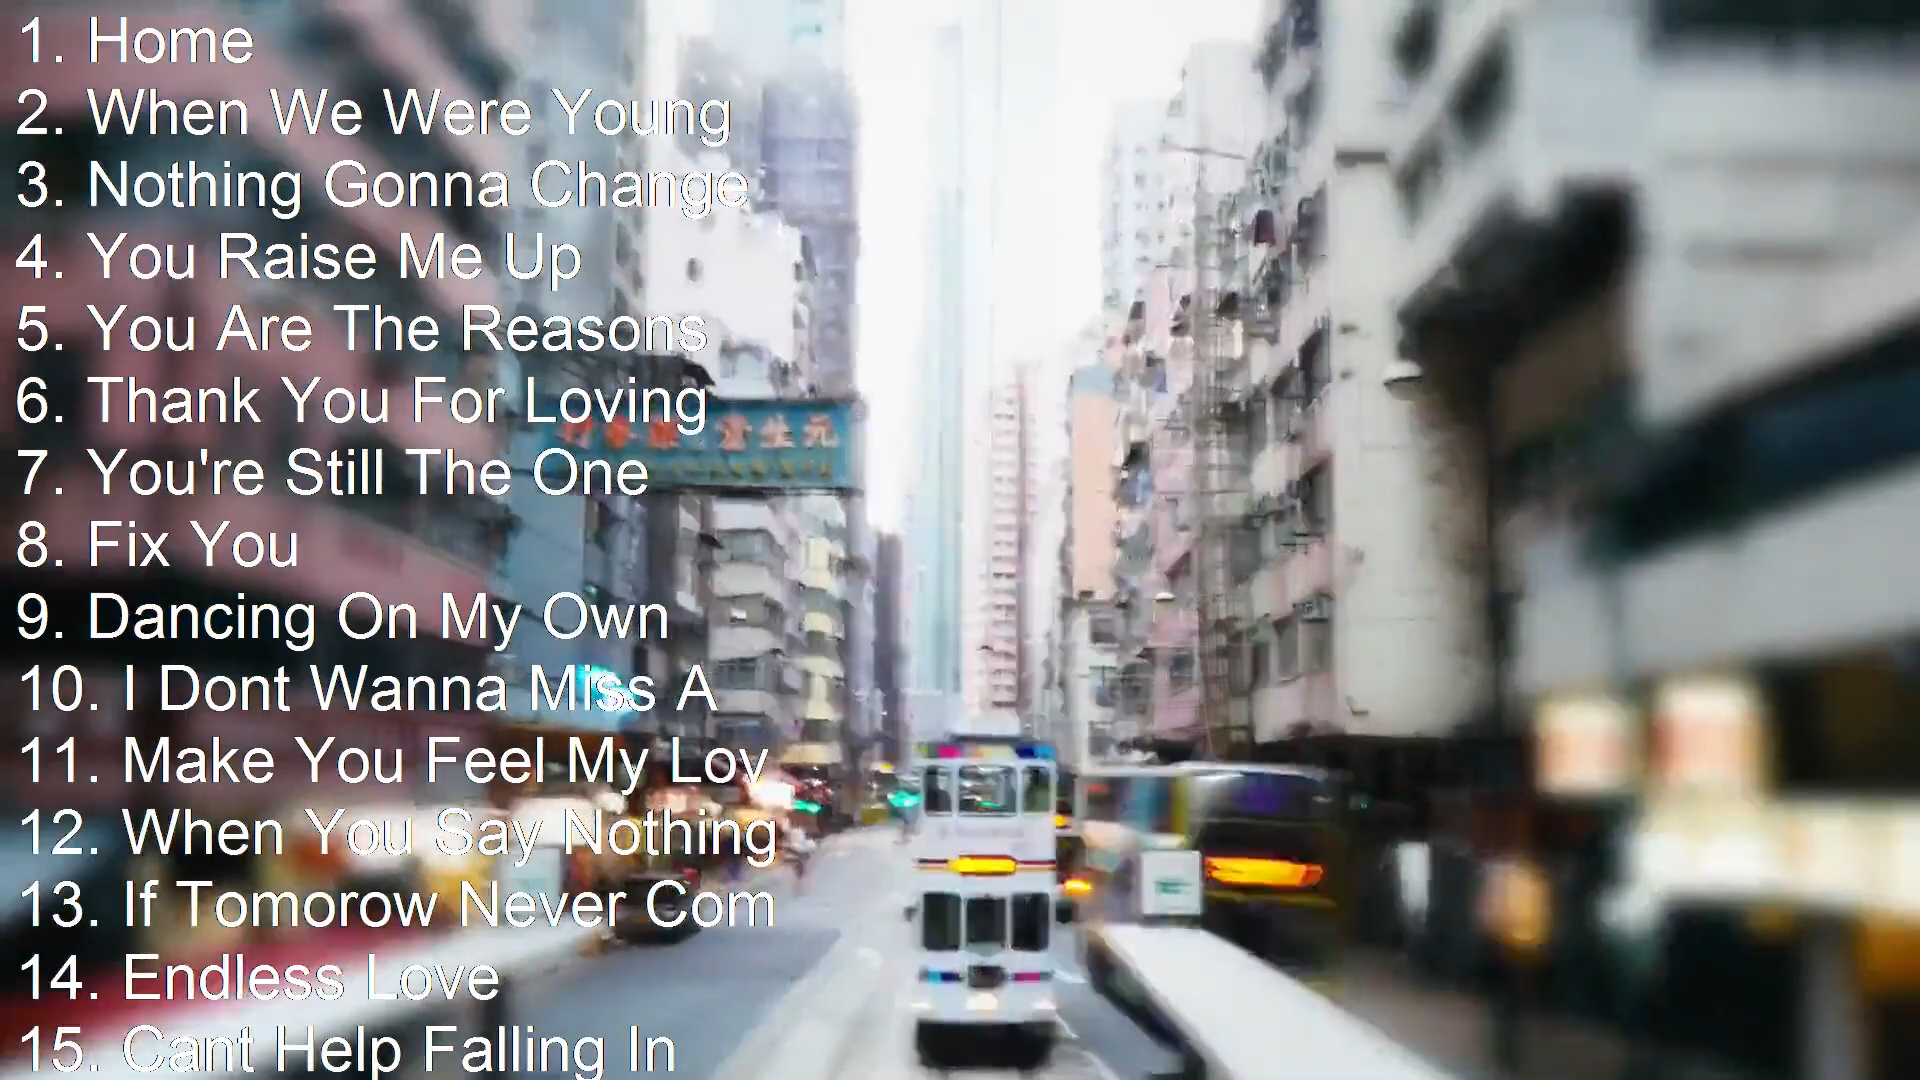 1. Home
2. When We Were Young
3. Nothing Gonna Change
4. You Raise Me Up
5. You Are The Reasons
6. Thank You For Loving
7. You're Still The One
8. Fix You
9. Dancing On My Own
10. I Dont Wanna Miss A
11. Make You Feel My Lov
12. When You Say Nothing
13. If Tomorow Never Com
14. Endless Love
15. Cant Help Falling In